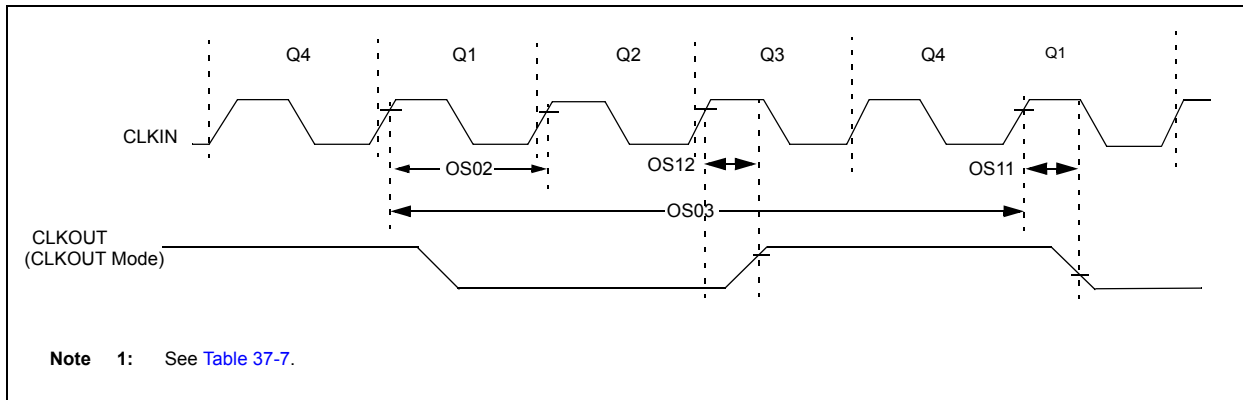 Q4 Q1 Q2 Q3 Q4 Q1
CLKIN
OS02 OS12 OS11
OS03
CLKOUT
(CLKOUT Mode)
Note 1: See Table 37-7.